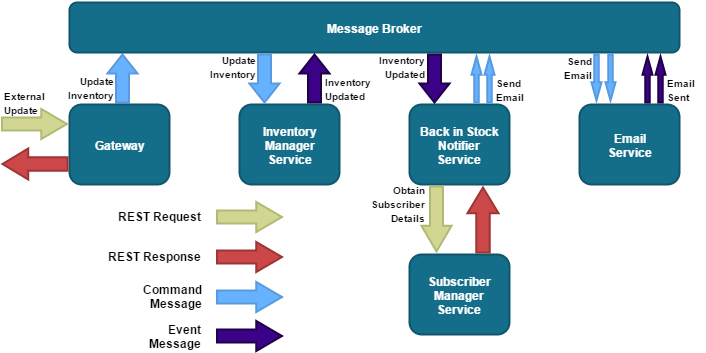 Message Broker
Update
Inventory
Update
Inventory
Inventory
Updated
Inventory
Updated
Send
Email
Send
Email
Email
Sent
External
Update
Gateway
Inventory
Manager
Service
Back in Stock
Notifier
Service
Email
Service
Obtain
Subscriber
Details
Subscriber
Manager
Service
REST Request
REST Response
Command
Message
Event
Message